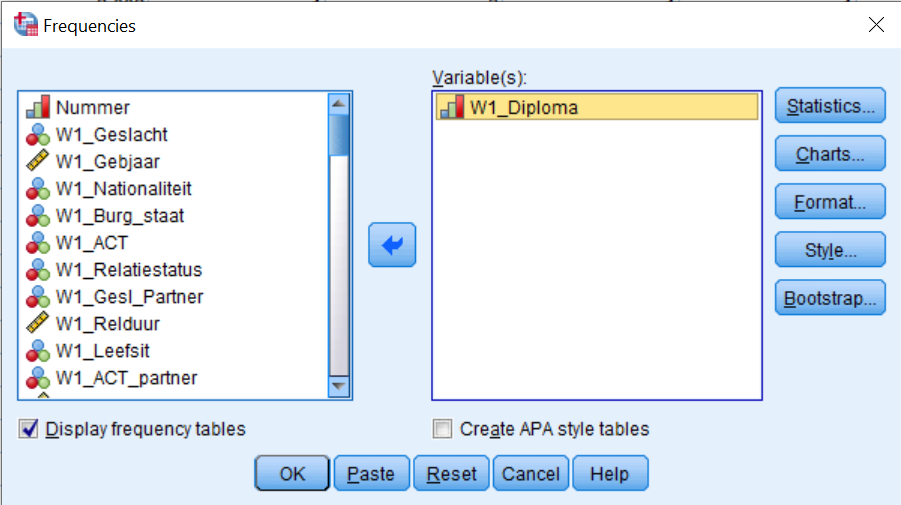 Frequencies
Variable(s):
Nummer
W1_Geslacht
W1_Gebjaar
W1_Nationaliteit
W1_Burg_staat
W1_ACT
W1_Relatiestatus
W1_Gesl_Partner
W1_Relduur
W1_Leefsit
W1_ACT_partner
W1_Diploma
Statistics...
Charts...
Format...
Style...
Bootstrap...
Display frequency tables
Create APA style tables
OK Paste Reset Cancel Help